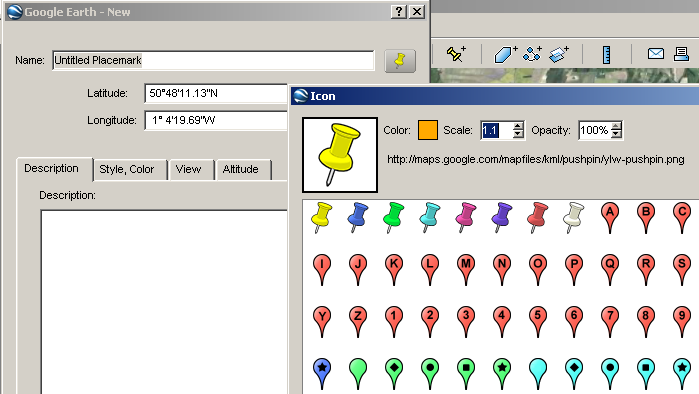 Google Earth - New
Name: Untitled Placemark
Latitude: 50°48'11.13"N
Longitude: 1° 4'19.69"W
Description Style, Color View Altitude
Description:
Icon
Color: Scale: 1.1 Opacity: 100%
http://maps.google.com/mapfiles/kml/pushpin/ylw-pushpin.png
A B C
I J K L M N O P Q R S
Y Z 1 2 3 4 5 6 7 8 9